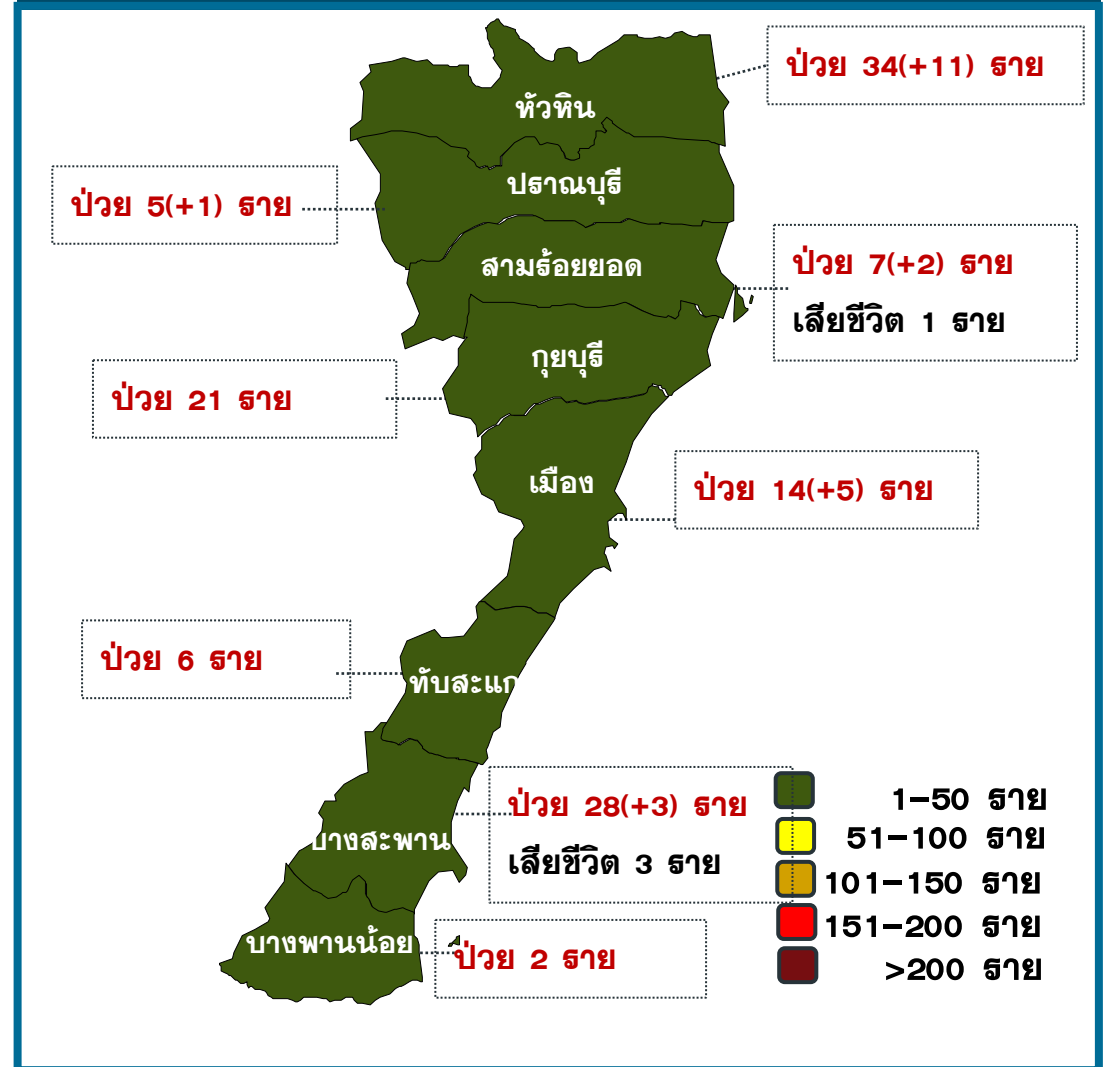 ป่วย 34(+11) ราย
หัวหิน
ปราณบุรี
ป่วย 5(+1) ราย
สามร้อยยอด
ป่วย 7(+2) ราย
เสียชีวิต 1 ราย
กุยบุรี
ป่วย 21 ราย
เมือง
ป่วย 14(+5) ราย
ป่วย 6 ราย
ทับสะแก
ป่วย 28(+3) ราย
เสียชีวิต 3 ราย
บางสะพาน
1-50 ราย
51-100 ราย
101-150 ราย
151-200 ราย
>200 ราย
บางพานน้อย
ป่วย 2 ราย